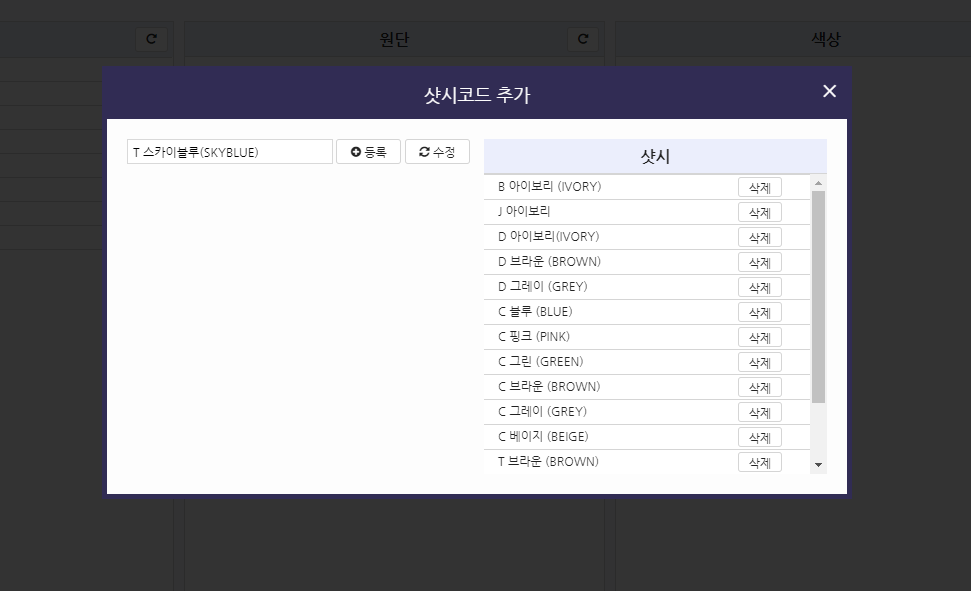 원단
색상
샷시코드 추가
T 스카이블루(SKYBLUE)
등록
수정
샷시
B 아이보리 (IVORY) 삭제
J 아이보리 삭제
D 아이보리(IVORY) 삭제
D 브라운 (BROWN) 삭제
D 그레이 (GREY) 삭제
C 블루 (BLUE) 삭제
C 핑크 (PINK) 삭제
C 그린 (GREEN) 삭제
C 브라운 (BROWN) 삭제
C 그레이 (GREY) 삭제
C 베이지 (BEIGE) 삭제
T 브라운 (BROWN) 삭제